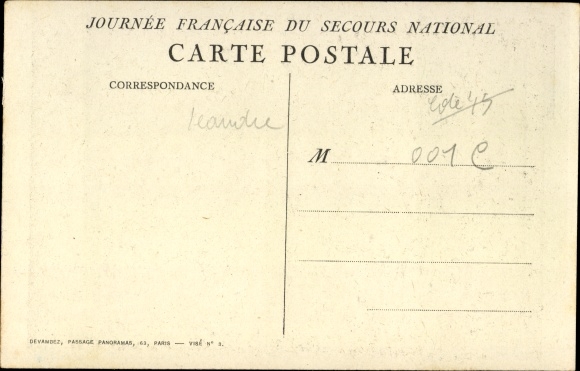 JOURNÉE FRANÇAISE DU SECOURS NATIONAL
CARTE POSTALE
CORRESPONDANCE
ADRESSE
leandre
M 001 C
DEVAMBEZ, PASSAGE PANORAMAS, 63, PARIS — VISÉ N° 3.